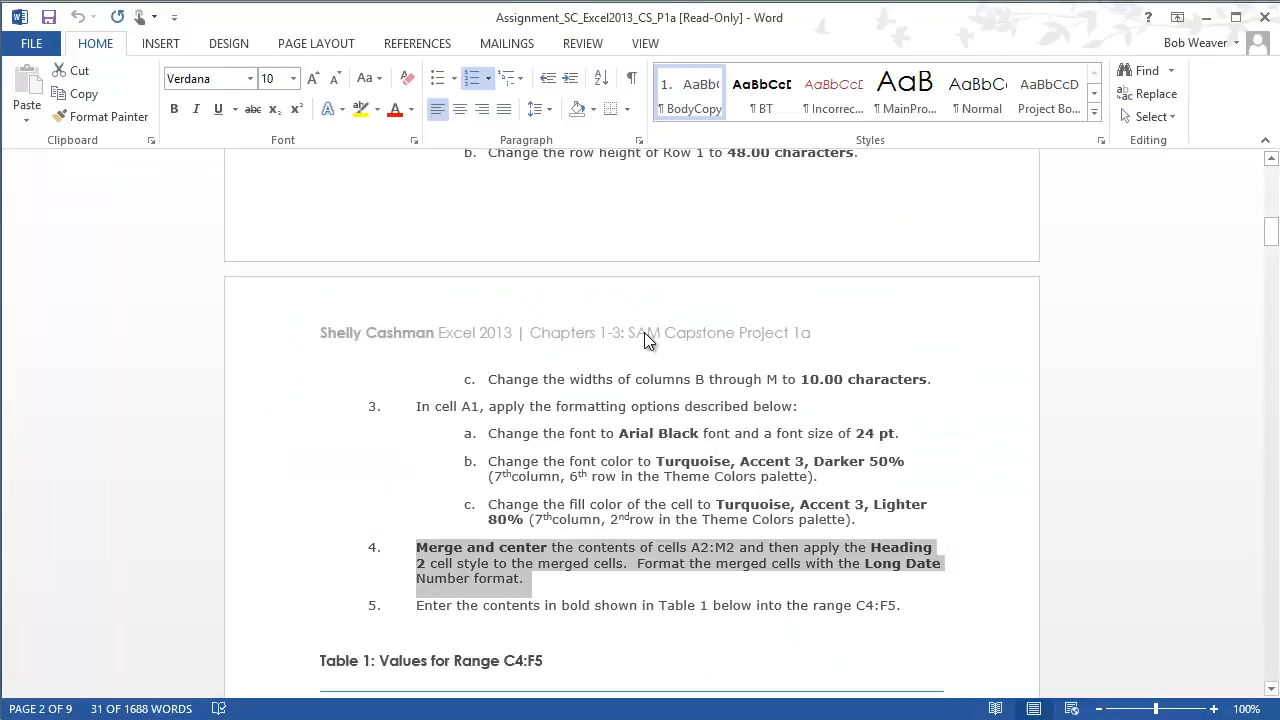 Assignment_SC_Excel2013_CS_P1a [Read-Only] - Word
FILE HOME INSERT DESIGN PAGE LAYOUT REFERENCES MAILINGS REVIEW VIEW Bob Weaver
Paste Cut Copy Format Painter
Clipboard
Verdana 10 Aa
B I U abc x₂ x² A A
Font
Paragraph
1. AaBb( AaBbCcD AaBbCcD AaB AaBbC AaBbCcD
¶ BodyCopy ¶ BT ¶ Incorrec... ¶ MainPro... ¶ Normal Project Bo...
Styles
Find Replace Select
Editing
b. Change the row height of Row 1 to 48.00 characters.
Shelly Cashman Excel 2013 | Chapters 1-3: SAM Capstone Project 1a
c. Change the widths of columns B through M to 10.00 characters.
3. In cell A1, apply the formatting options described below:
a. Change the font to Arial Black font and a font size of 24 pt.
b. Change the font color to Turquoise, Accent 3, Darker 50%
(7thcolumn, 6th row in the Theme Colors palette).
c. Change the fill color of the cell to Turquoise, Accent 3, Lighter
80% (7thcolumn, 2ndrow in the Theme Colors palette).
4. Merge and center the contents of cells A2:M2 and then apply the Heading
2 cell style to the merged cells. Format the merged cells with the Long Date
Number format.
5. Enter the contents in bold shown in Table 1 below into the range C4:F5.
Table 1: Values for Range C4:F5
PAGE 2 OF 9 31 OF 1688 WORDS 100%